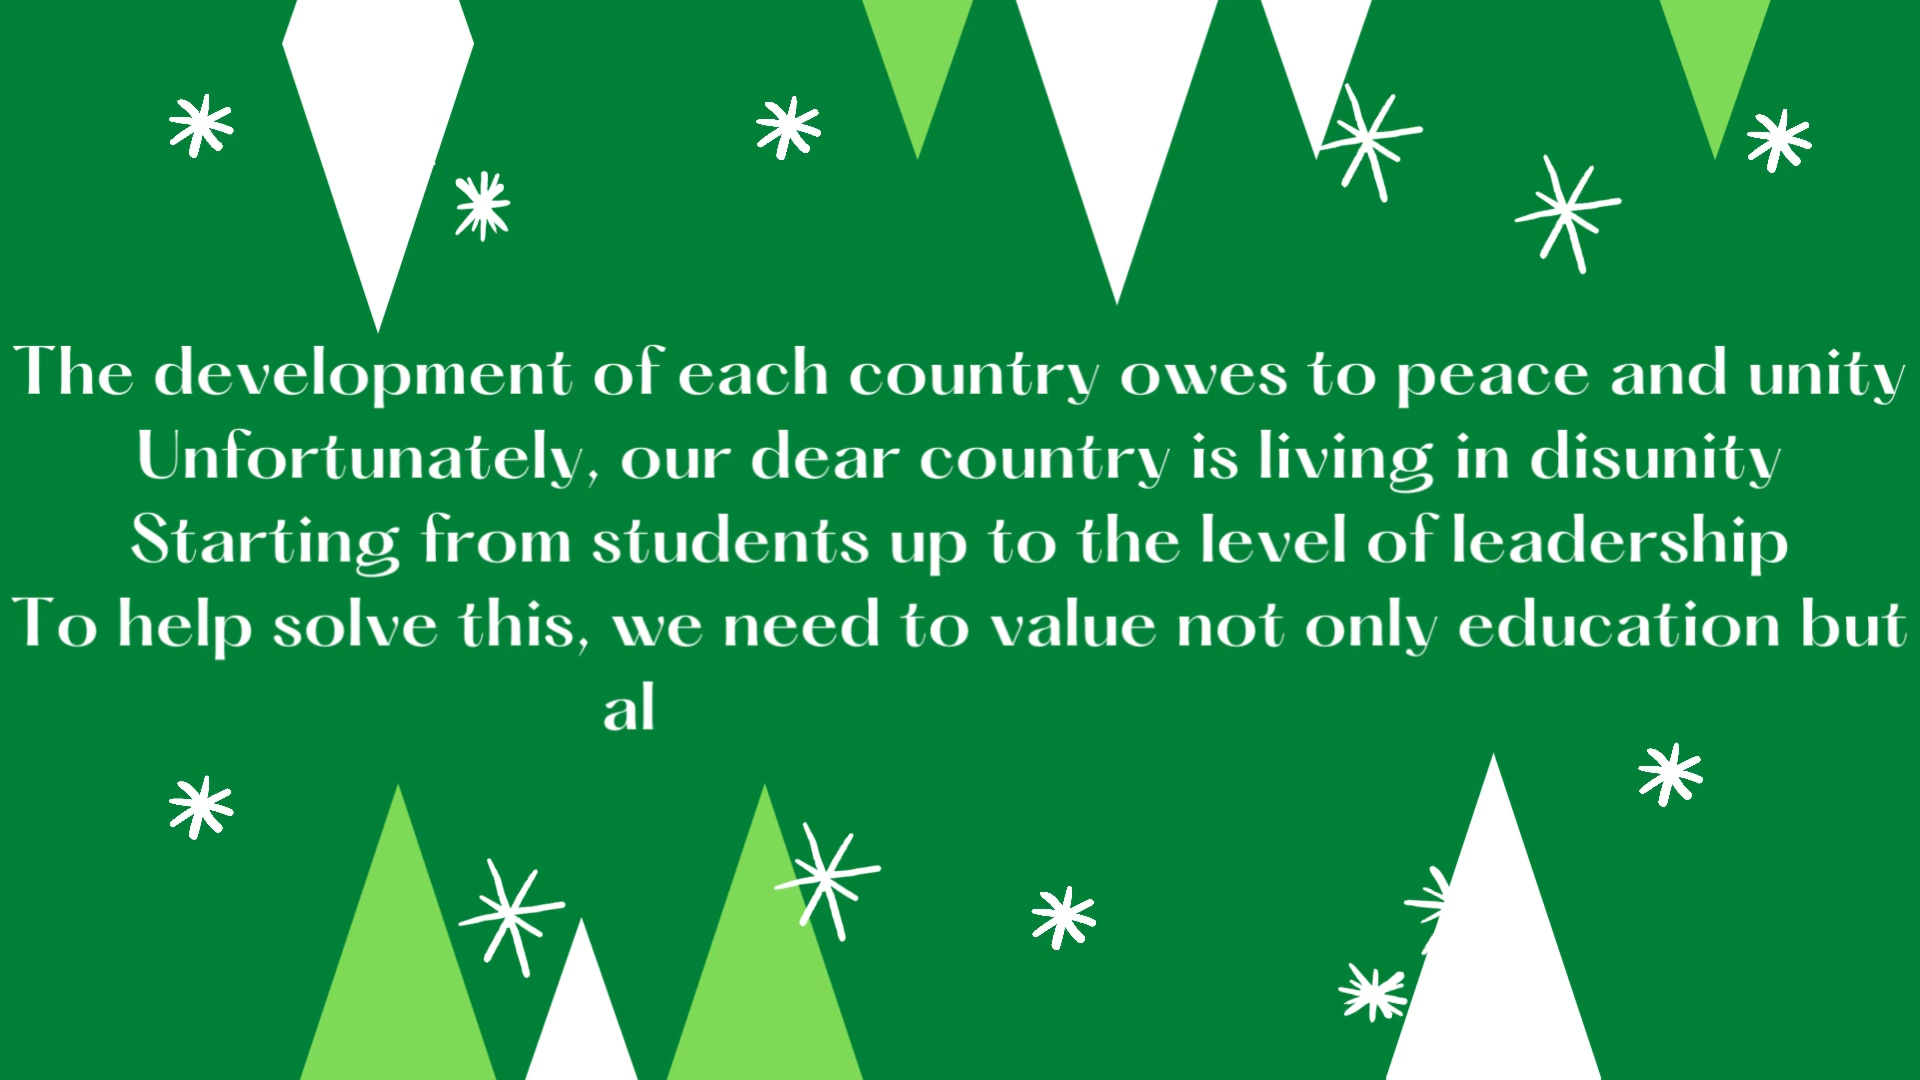 The development of each country owes to peace and unity
Unfortunately, our dear country is living in disunity
Starting from students up to the level of leadership
To help solve this, we need to value not only education but
al